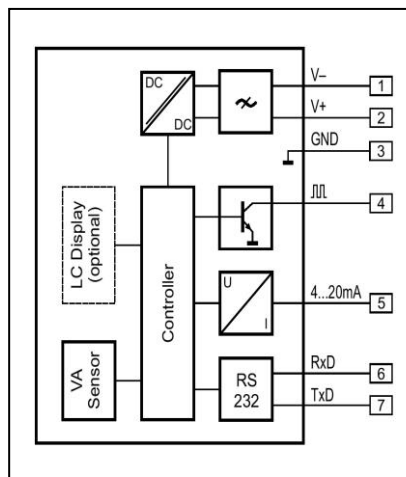 DC
DC
V–
1
V+
2
GND
3
4
LC Display
(optional)
Controller
U
I
4...20mA
5
VA
Sensor
RS
232
RxD
6
TxD
7